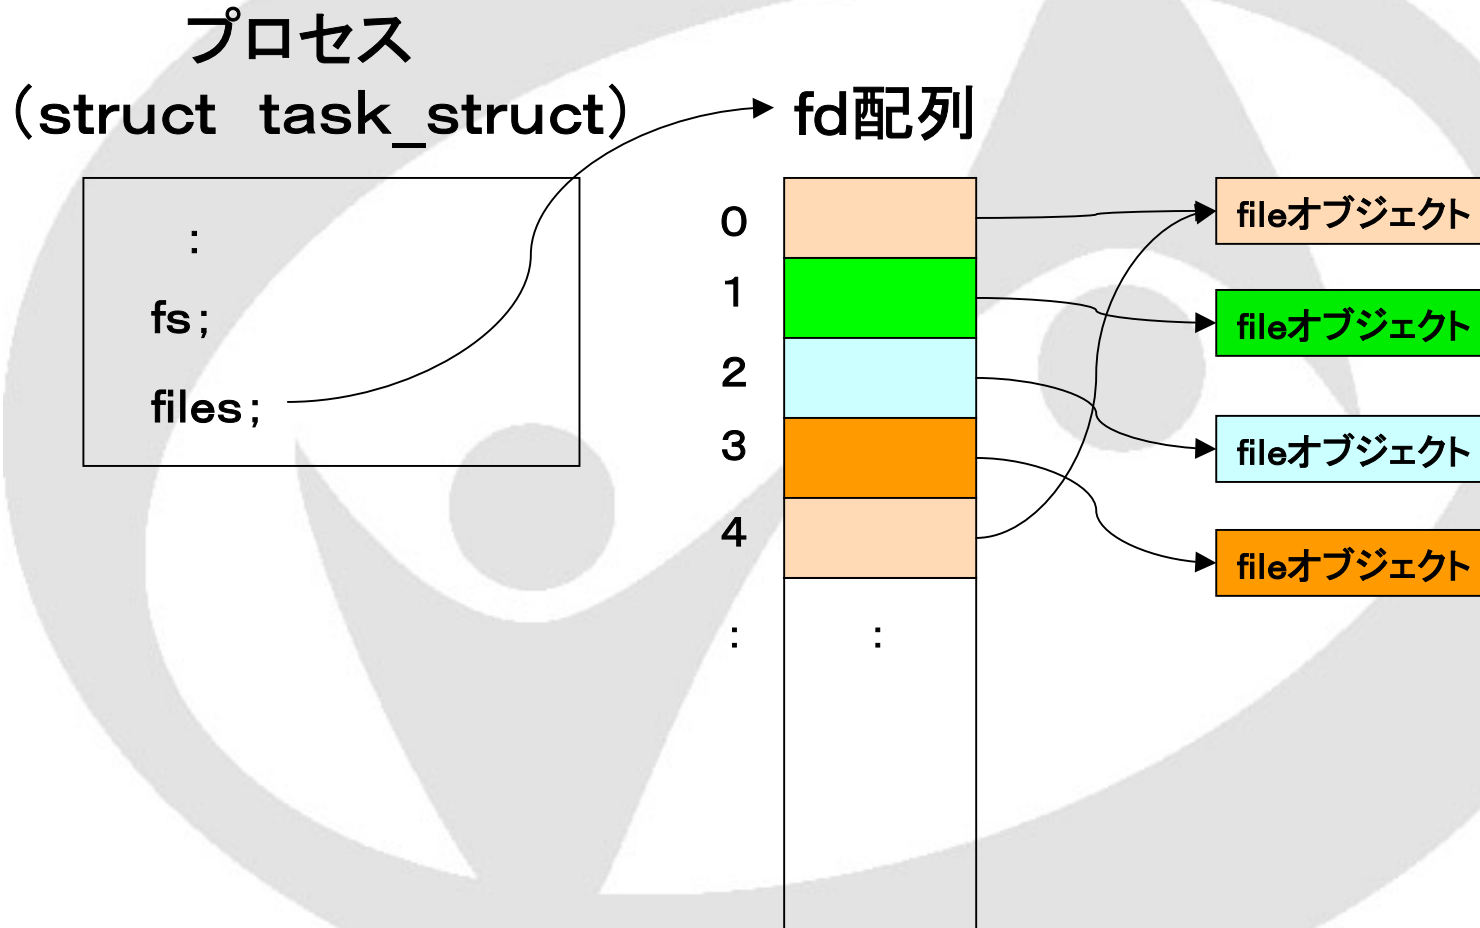 プロセス
(struct task_struct)
fd配列
:
fs;
files;
0
1
2
3
4
:
:
fileオブジェクト
fileオブジェクト
fileオブジェクト
fileオブジェクト